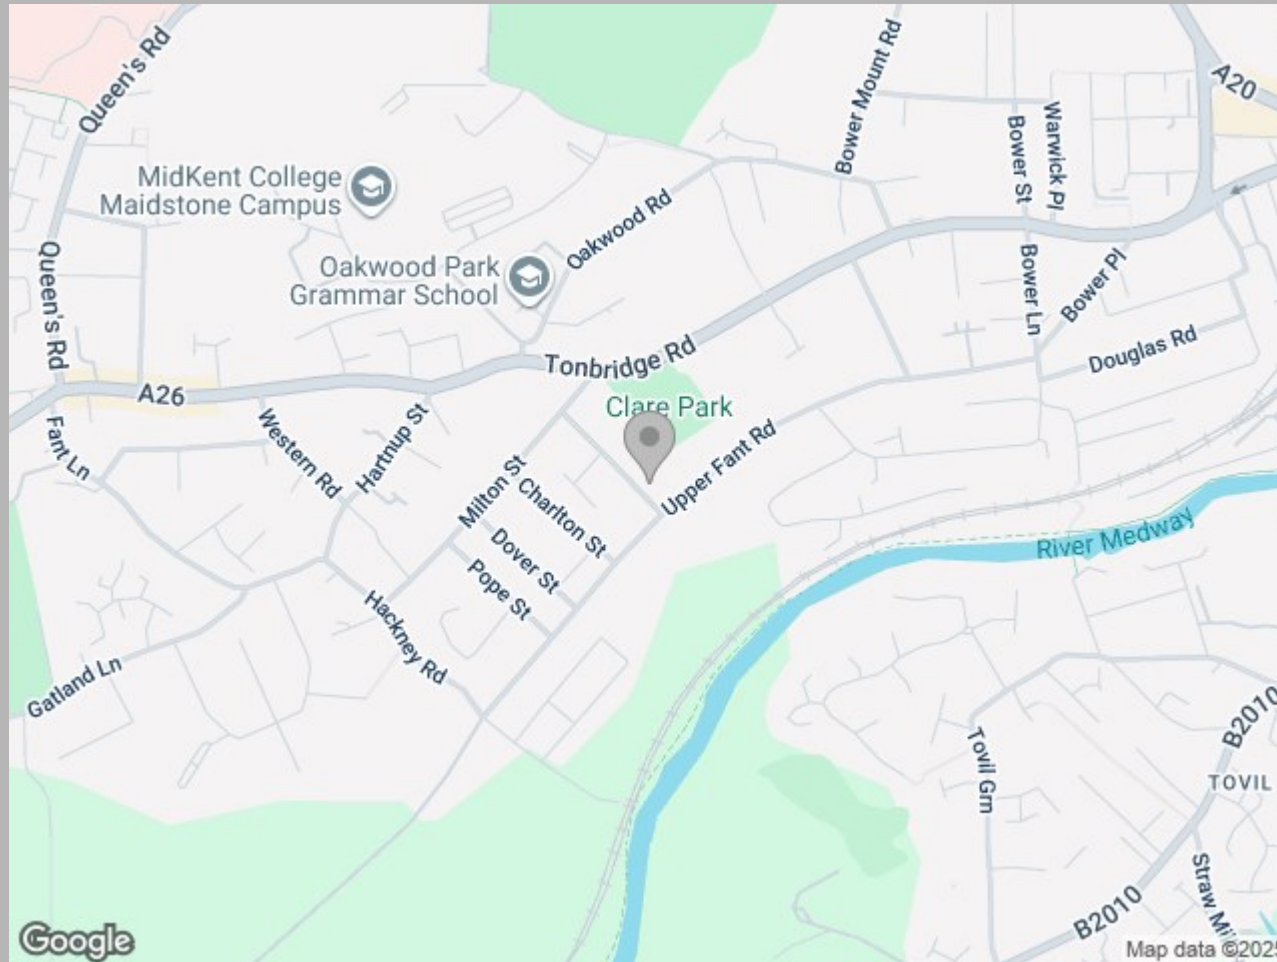 Queen's Rd
Bower Mount Rd
A20
Warwick Pl
Bower St
MidKent College
Maidstone Campus
Oakwood Rd
Oakwood Park
Grammar School
Queen's Rd
Bower Ln
Bower Pl
Tonbridge Rd
Douglas Rd
A26
Clare Park
Fant Ln
Western Rd
Hartnup St
Upper Fant Rd
Milton St
Charlton St
Dover St
Pope St
River Medway
Hackney Rd
Gatland Ln
B2010
Tovil Grn
TOVIL
Straw Mi
B2010
Google
Map data ©2025